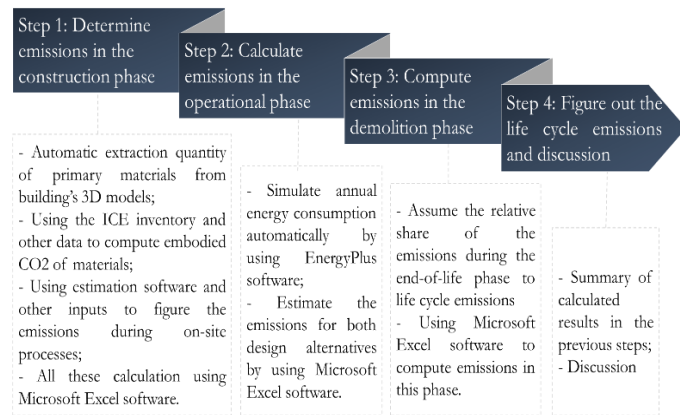 Step 1: Determine
emissions in the
construction phase
Step 2: Calculate
emissions in the
operational phase
Step 3: Compute
emissions in the
demolition phase
Step 4: Figure out the
life cycle emissions
and discussion
- Automatic extraction quantity
of primary materials from
building's 3D models;
- Using the ICE inventory and
other data to compute embodied
CO2 of materials;
- Using estimation software and
other inputs to figure the
emissions during on-site
processes;
- All these calculation using
Microsoft Excel software.
- Simulate annual
energy consumption
automatically by
using EnergyPlus
software;
- Estimate the
emissions for both
design alternatives
by using Microsoft
Excel software.
- Assume the relative
share of the
emissions during the
end-of-life phase to
life cycle emissions
- Using Microsoft
Excel software to
compute emissions in
this phase.
- Summary of
calculated
results in the
previous steps;
- Discussion